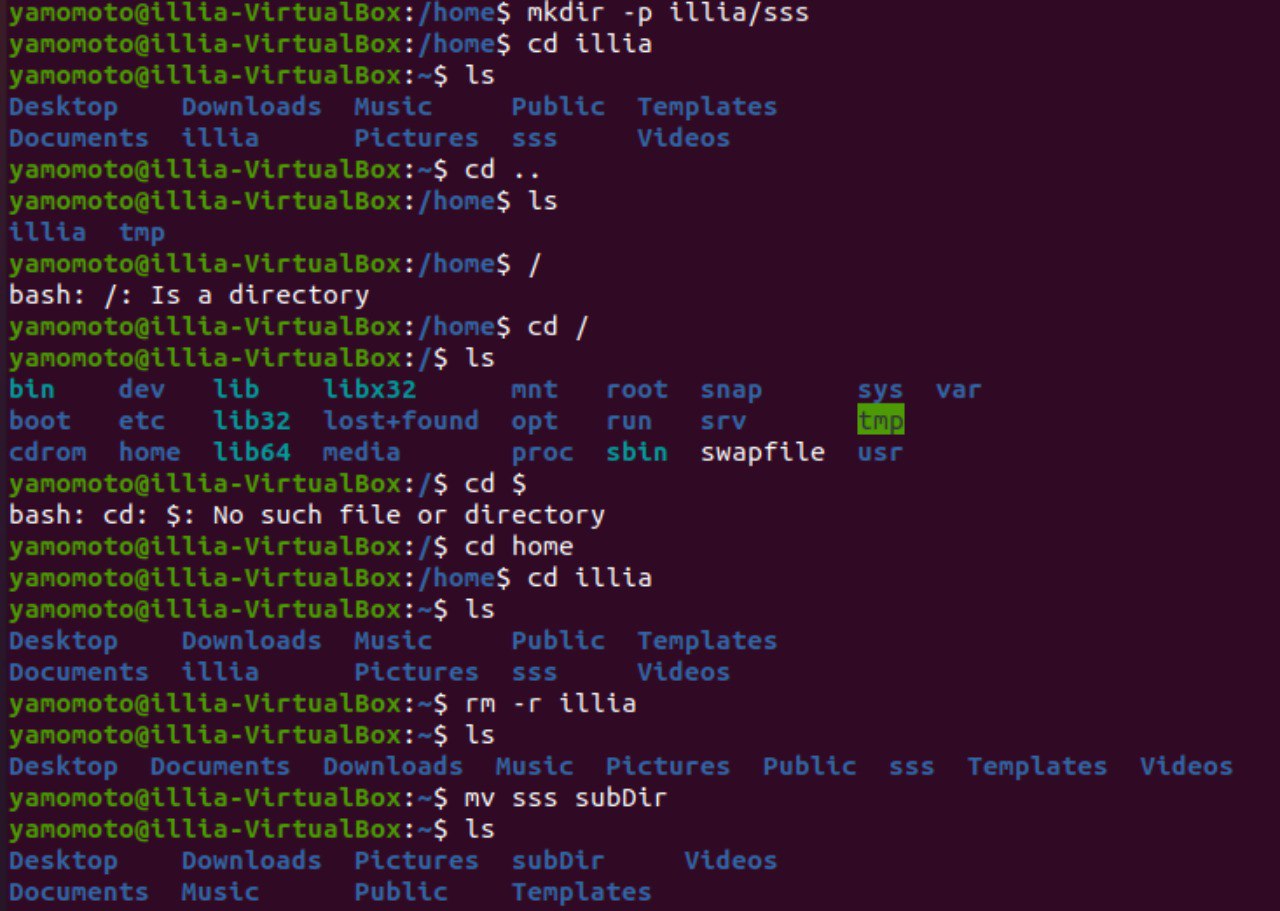 yamomoto@illia-VirtualBox:/home$ mkdir -p illia/sss
yamomoto@illia-VirtualBox:/home$ cd illia
yamomoto@illia-VirtualBox:~$ ls
Desktop    Downloads  Music     Public  Templates
Documents  illia      Pictures  sss     Videos
yamomoto@illia-VirtualBox:~$ cd ..
yamomoto@illia-VirtualBox:/home$ ls
illia  tmp
yamomoto@illia-VirtualBox:/home$ /
bash: /: Is a directory
yamomoto@illia-VirtualBox:/home$ cd /
yamomoto@illia-VirtualBox:/$ ls
bin    dev   lib    libx32      mnt   root  snap      sys  var
boot   etc   lib32  lost+found  opt   run   srv       tmp
cdrom  home  lib64  media       proc  sbin  swapfile  usr
yamomoto@illia-VirtualBox:/$ cd $
bash: cd: $: No such file or directory
yamomoto@illia-VirtualBox:/$ cd home
yamomoto@illia-VirtualBox:/home$ cd illia
yamomoto@illia-VirtualBox:~$ ls
Desktop    Downloads  Music     Public  Templates
Documents  illia      Pictures  sss     Videos
yamomoto@illia-VirtualBox:~$ rm -r illia
yamomoto@illia-VirtualBox:~$ ls
Desktop  Documents  Downloads  Music  Pictures  Public  sss  Templates  Videos
yamomoto@illia-VirtualBox:~$ mv sss subDir
yamomoto@illia-VirtualBox:~$ ls
Desktop    Downloads  Pictures  subDir     Videos
Documents  Music      Public    Templates